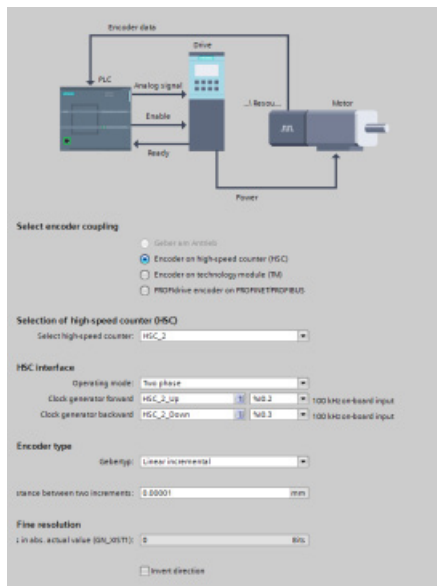 Encoder data
Drive
PLC
Analog signal
...\ Resou...
Motor
Enable
Ready
Power
Select encoder coupling
Geber am Antrieb
Encoder on high-speed counter (HSC)
Encoder on technology module (TM)
PROFIdrive encoder on PROFINET/PROFIBUS
Selection of high-speed counter (HSC)
Select high-speed counter: HSC_2
HSC interface
Operating mode: Two phase
Clock generator forward HSC_2_Up %I0.2 100 kHz on-board input
Clock generator backward HSC_2_Down %I0.3 100 kHz on-board input
Encoder type
Gebertyp: Linear incremental
stance between two increments: 0.00001 mm
Fine resolution
in abs. actual value (GN_XIST1): 0 Bits
Invert direction